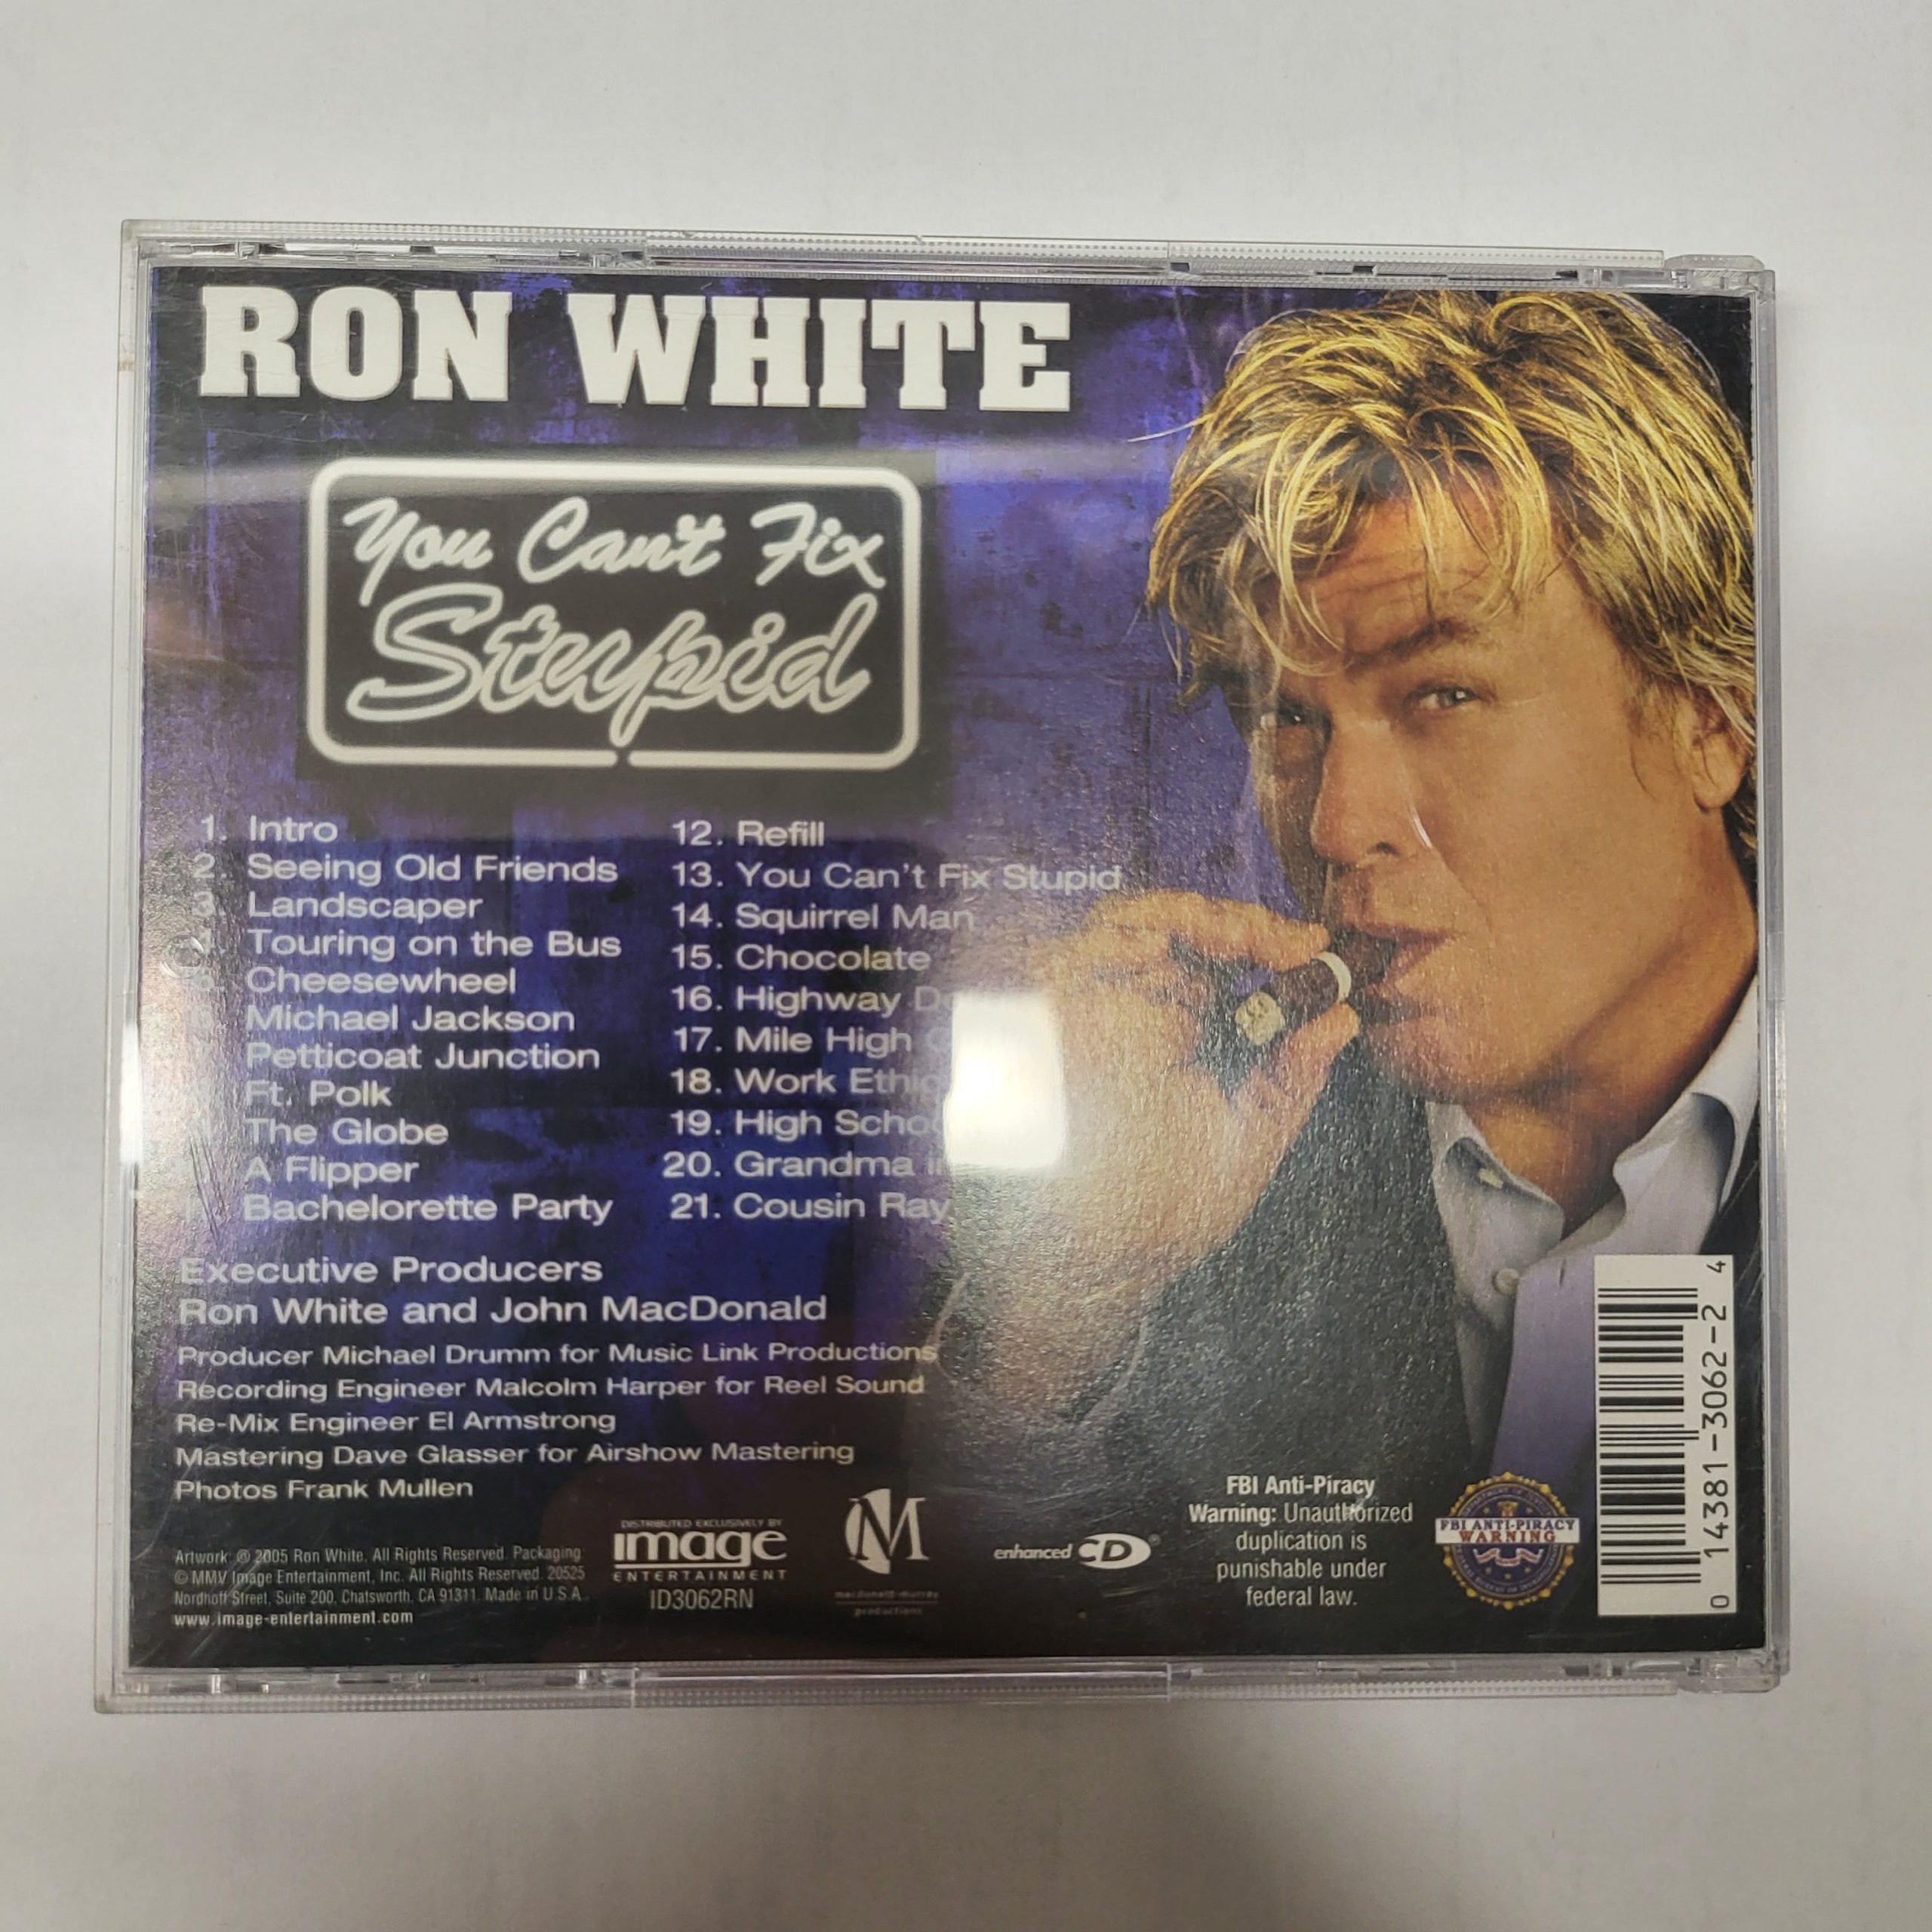 RON WHITE
You Can't Fix
Stupid
1. Intro
2. Seeing Old Friends
3. Landscaper
4. Touring on the Bus
Cheesewheel
Michael Jackson
Petticoat Junction
Ft. Polk
The Globe
A Flipper
Bachelorette Party
12. Refill
13. You Can't Fix Stupid
14. Squirrel Man
15. Chocolate
16. Highway
17. Mile High
18. Work Ethic
19. High
20. Grandma
21. Cousin Ray
Executive Producers
Ron White and John MacDonald
Producer Michael Drumm for Music Link Productions
Recording Engineer Malcolm Harper for Reel Sound
Re-Mix Engineer El Armstrong
Mastering Dave Glasser for Airshow Mastering
Photos Frank Mullen
Artwork: © 2005 Ron White. All Rights Reserved. Packaging:
© MMV Image Entertainment, Inc. All Rights Reserved. 20525
Nordhoff Street, Suite 200, Chatsworth, CA 91311. Made in U.S.A.
www.image-entertainment.com
DISTRIBUTED EXCLUSIVELY BY
image
ENTERTAINMENT
ID3062RN
M
macdonald-murray
productions
enhanced CD
FBI Anti-Piracy
Warning: Unauthorized
duplication is
punishable under
federal law.
FBI ANTI-PIRACY
WARNING
0 14381-3062-2 4